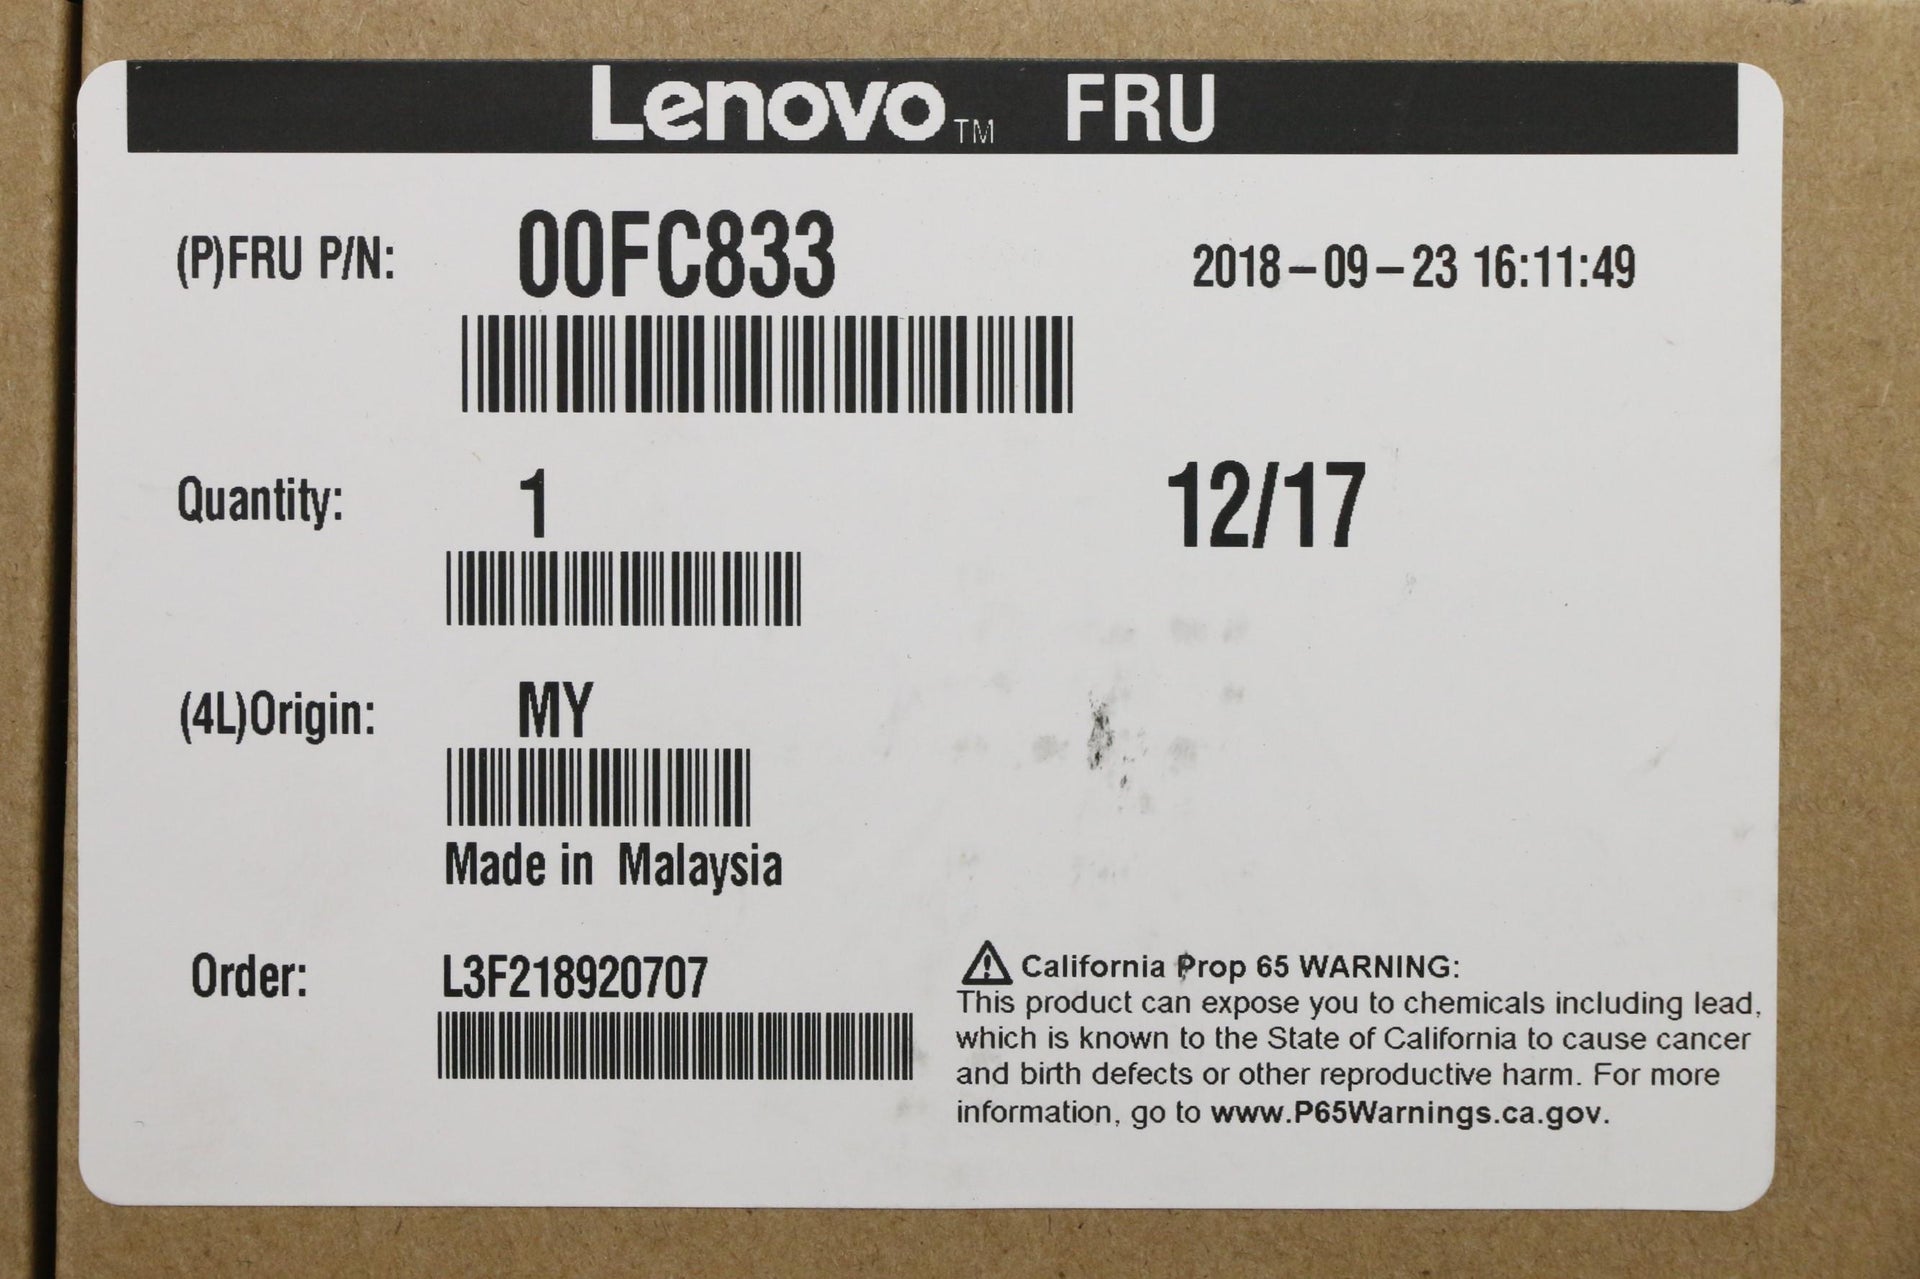 Lenovo™ FRU
(P)FRU P/N: 00FC833 2018-09-23 16:11:49
Quantity: 1 12/17
(4L)Origin: MY
Made in Malaysia
Order: L3F218920707
California Prop 65 WARNING:
This product can expose you to chemicals including lead,
which is known to the State of California to cause cancer
and birth defects or other reproductive harm. For more
information, go to www.P65Warnings.ca.gov.